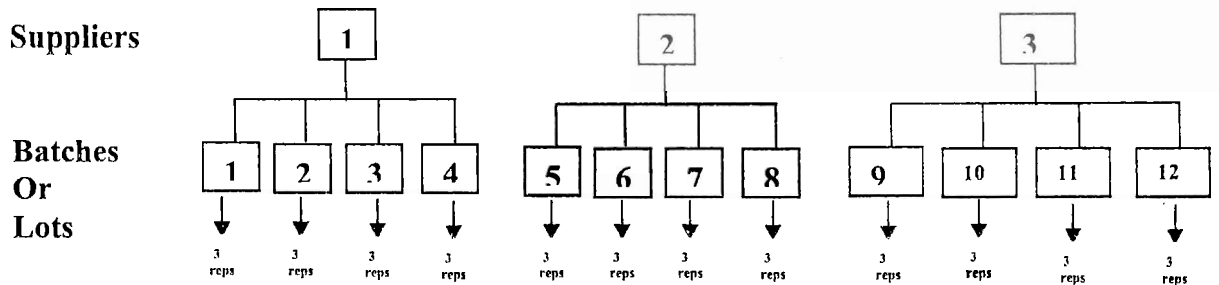 Suppliers 1 2 3
Batches
Or
Lots
1 2 3 4 5 6 7 8 9 10 11 12
3 3 3 3 3 3 3 3 3 3 3 3
reps reps reps reps reps reps reps reps reps reps reps reps